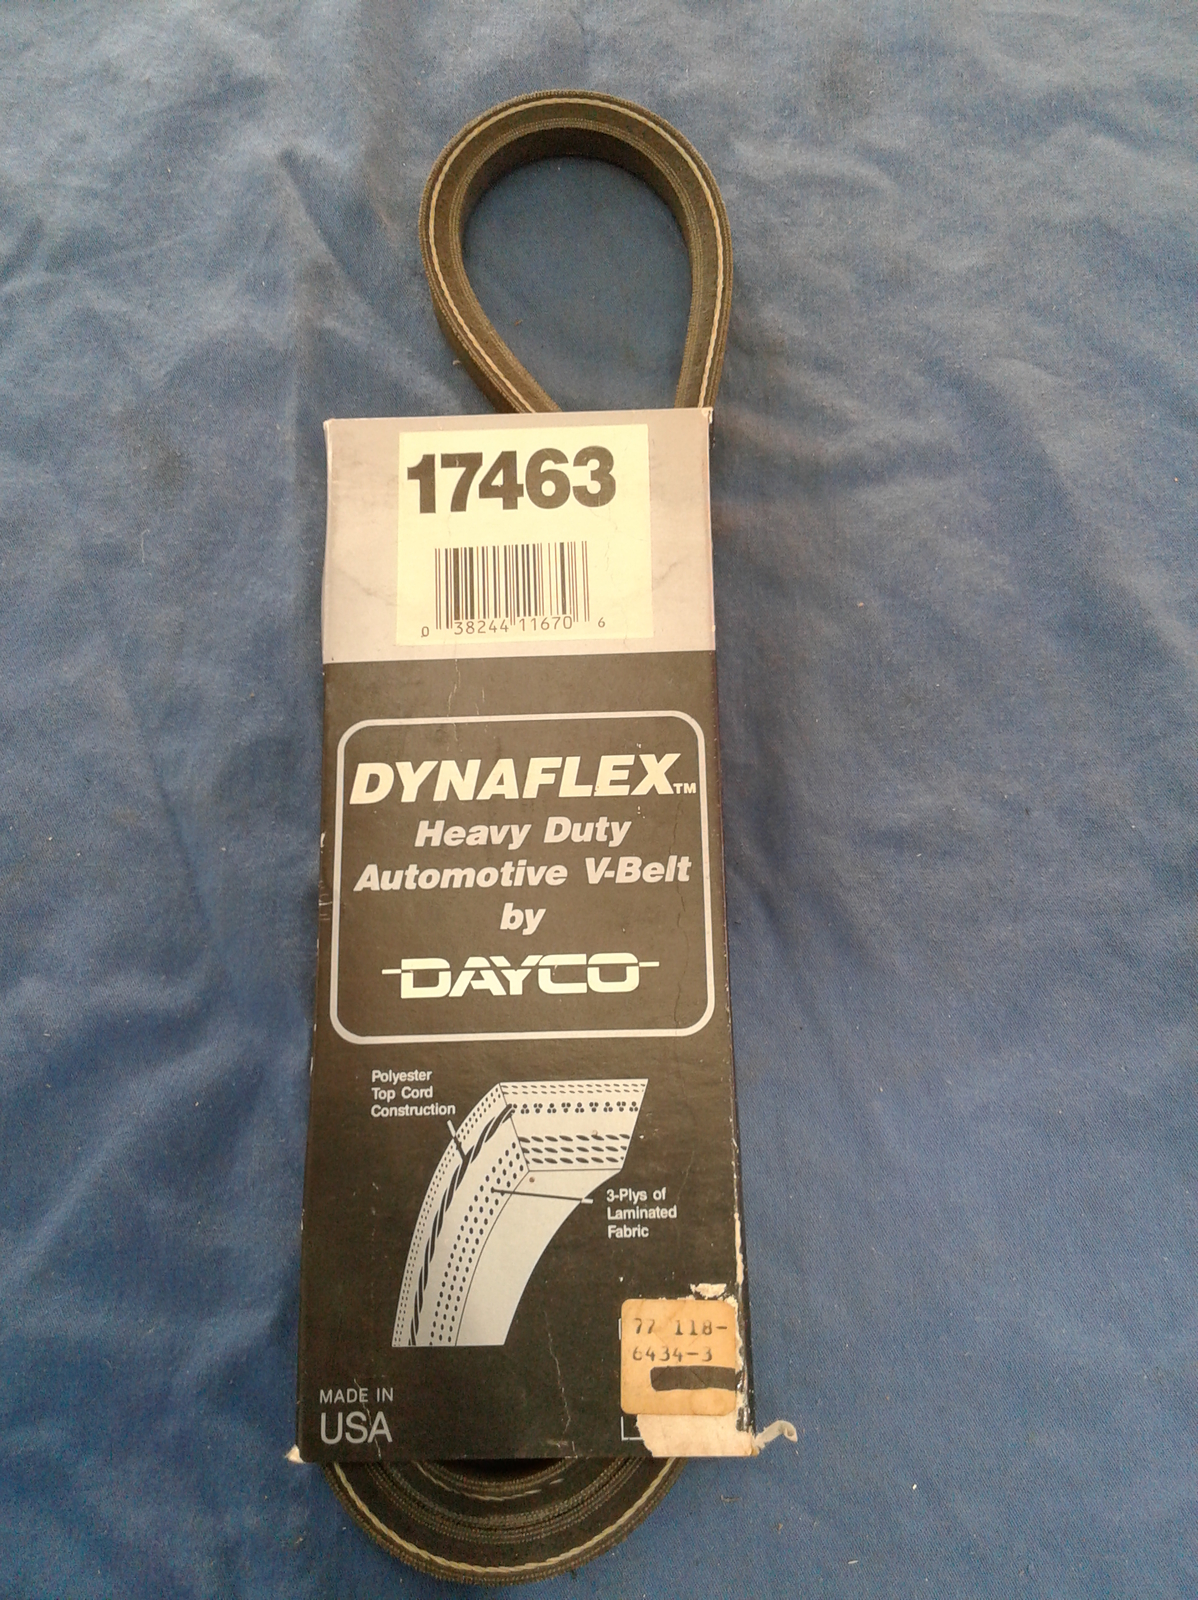 17463
0 38244 11670 6
DYNAFLEX™
Heavy Duty
Automotive V-Belt
by
DAYCO
Polyester
Top Cord
Construction
3-Plys of
Laminated
Fabric
77 118-
6434-3
MADE IN
USA